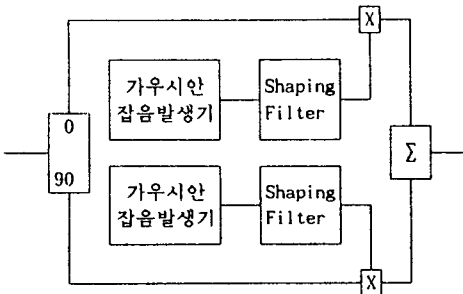 X
가우시안
잡음발생기
Shaping
Filter
0
90
Σ
가우시안
잡음발생기
Shaping
Filter
X